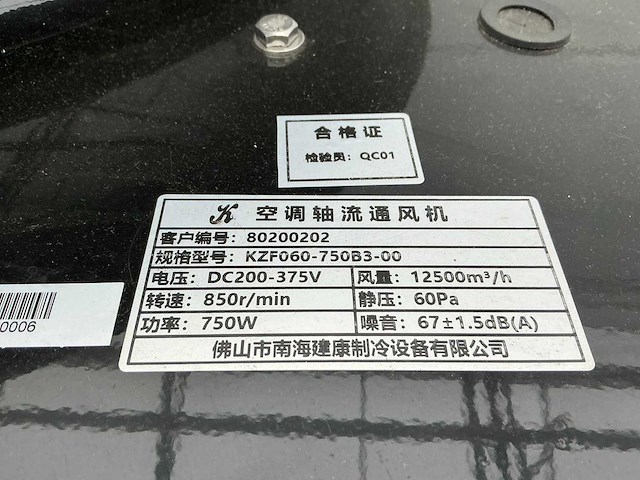 合格证
检验员：QC01
空调轴流通风机
客户编号：80200202
规格型号：KZF060-750B3-00
电压：DC200-375V 风量：12500m³/h
转速：850r/min 静压：60Pa
功率：750W 噪音：67±1.5dB(A)
佛山市南海建康制冷设备有限公司
0006